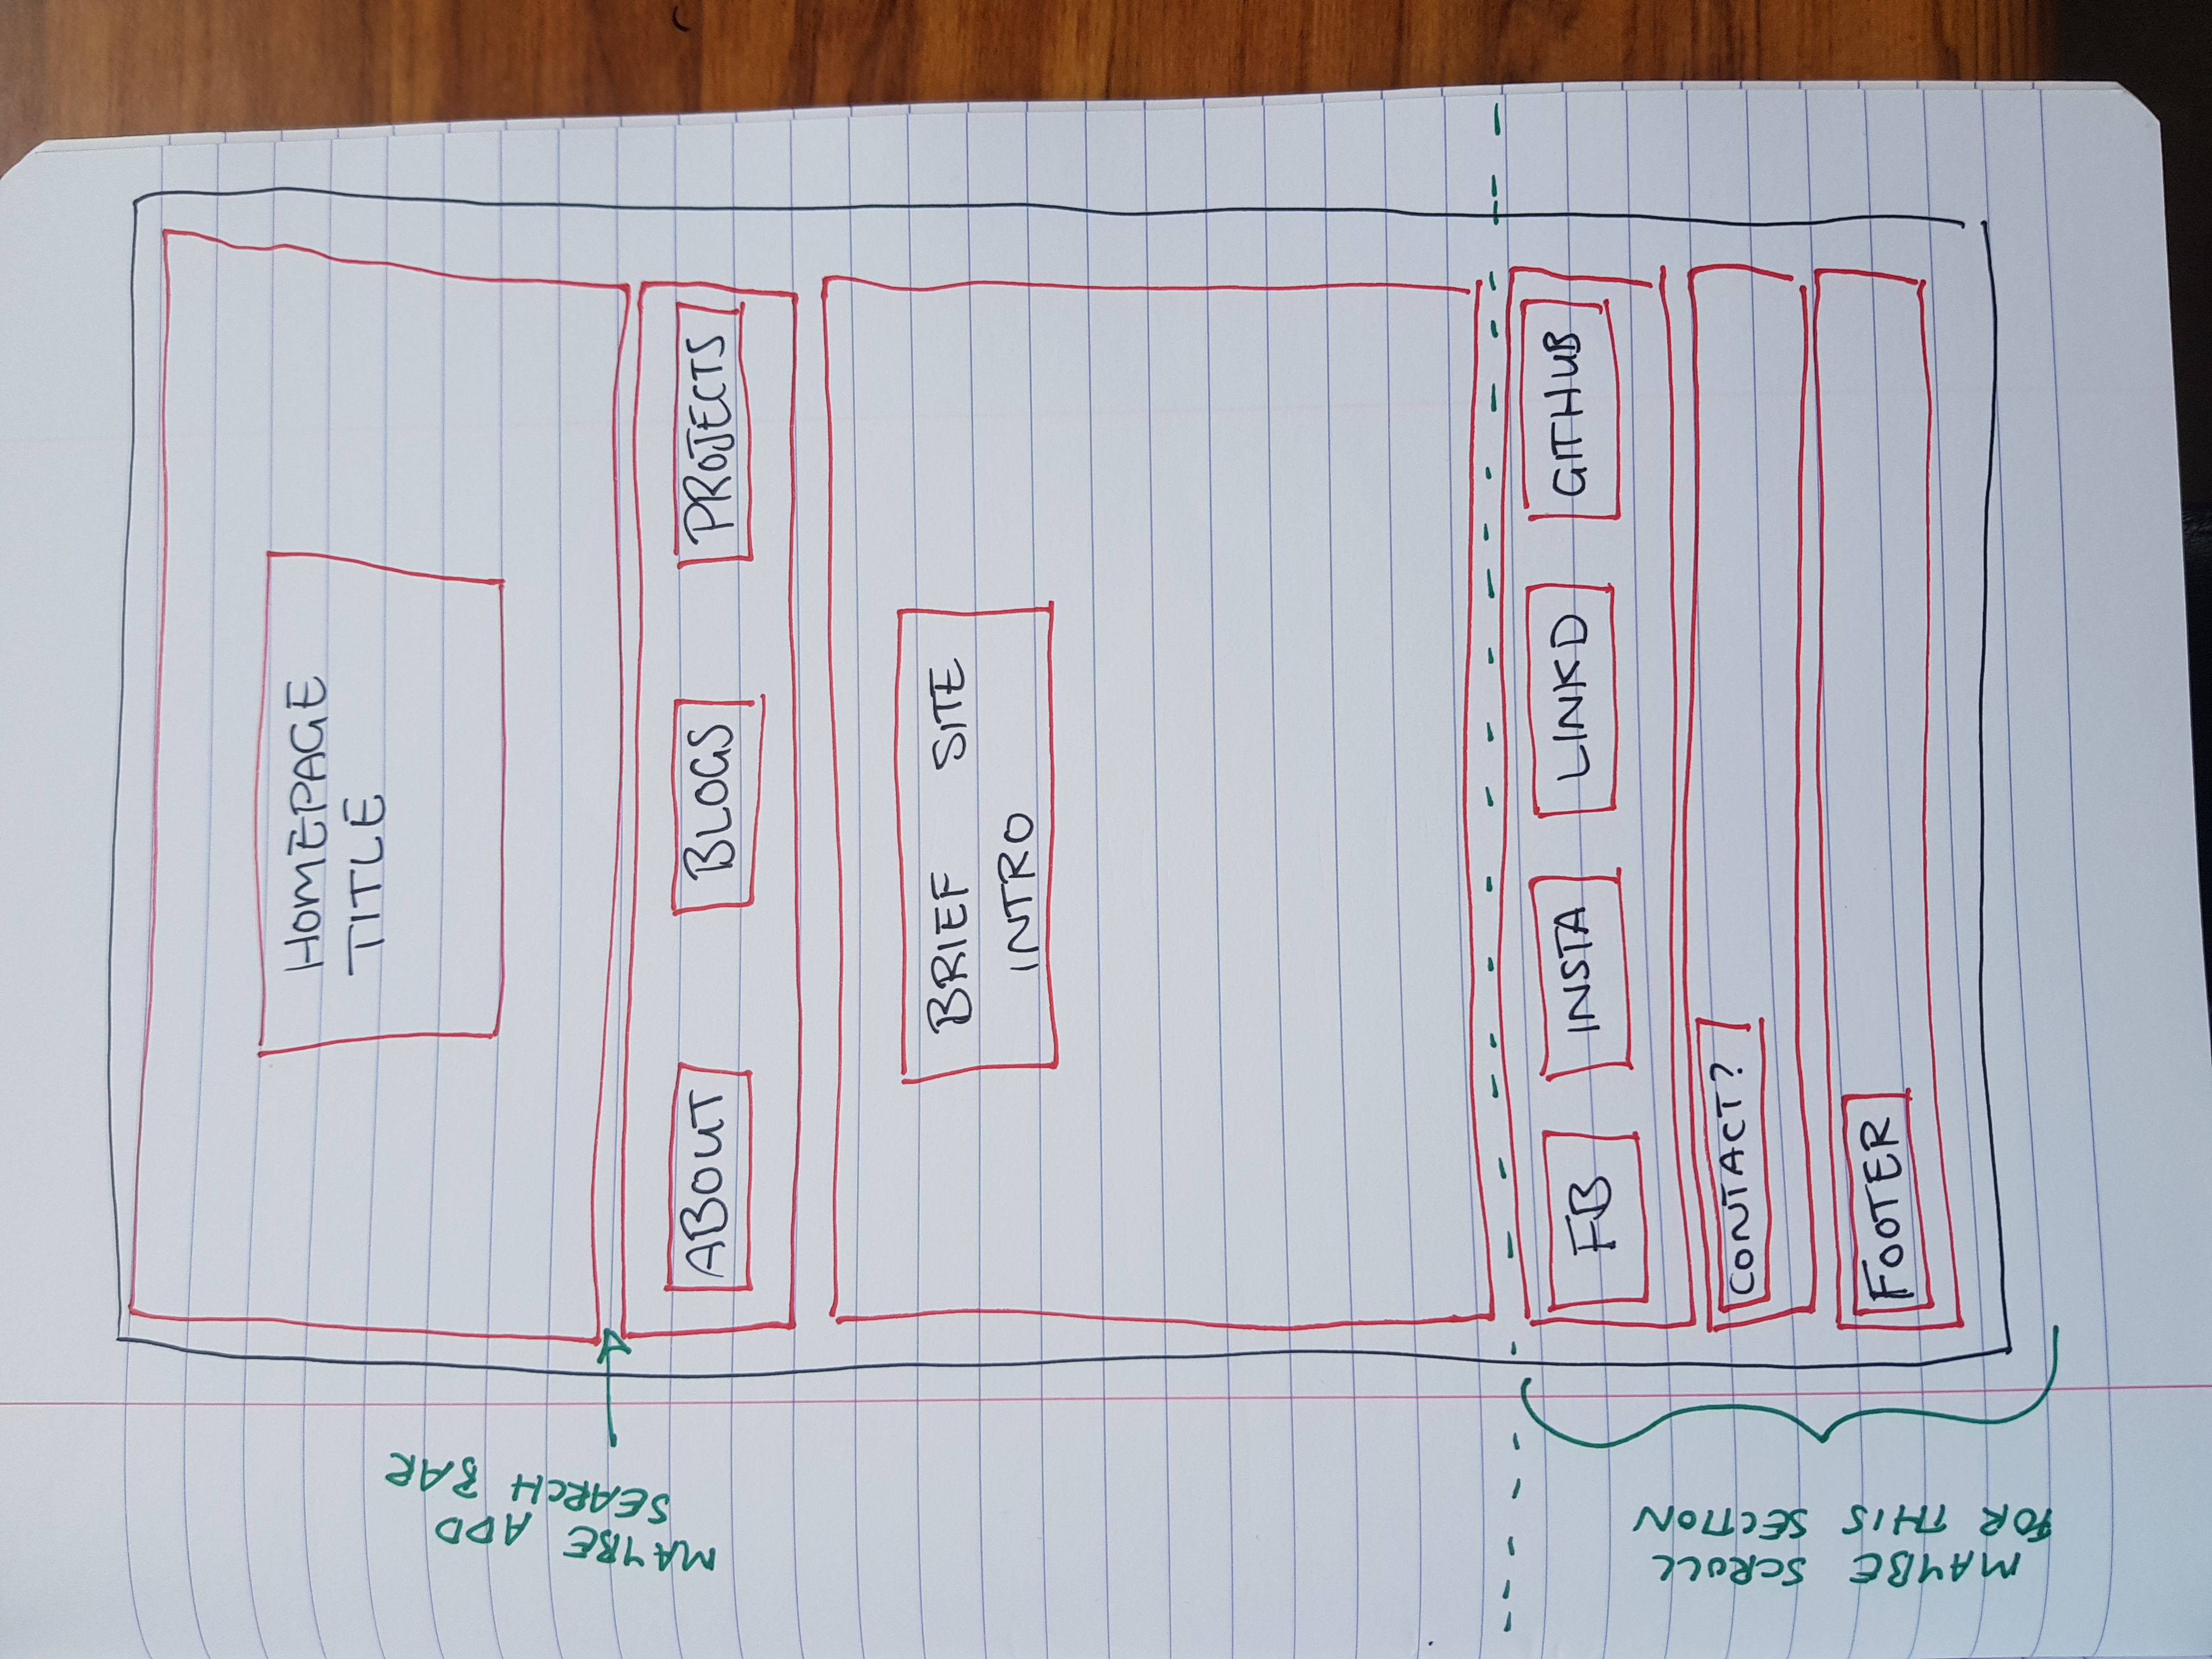 HOMEPAGE
TITLE
MAYBE ADD
SEARCH BAR
ABOUT BLOGS PROJECTS
BRIEF SITE
INTRO
FB INSTA LINKD GITHUB
CONTACT?
FOOTER
MAYBE SCROLL
FOR THIS SECTION